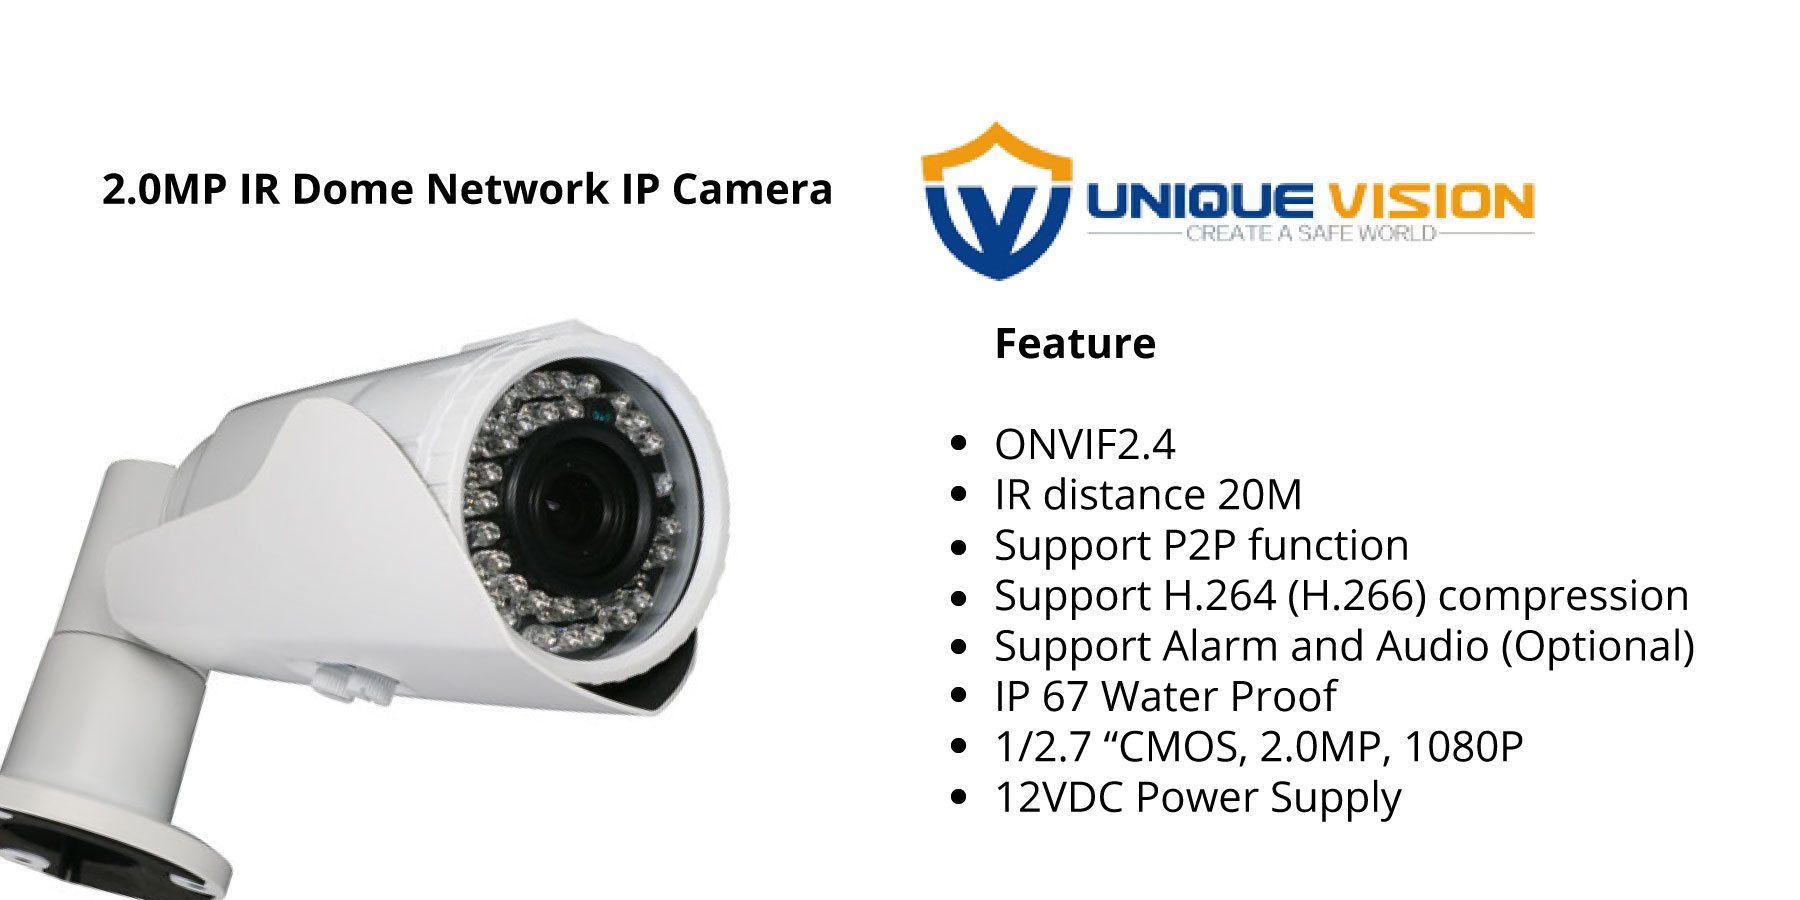 2.0MP IR Dome Network IP Camera
UNIQUE VISION
CREATE A SAFE WORLD
Feature
• ONVIF2.4
• IR distance 20M
• Support P2P function
• Support H.264 (H.266) compression
• Support Alarm and Audio (Optional)
• IP 67 Water Proof
• 1/2.7 “CMOS, 2.0MP, 1080P
• 12VDC Power Supply